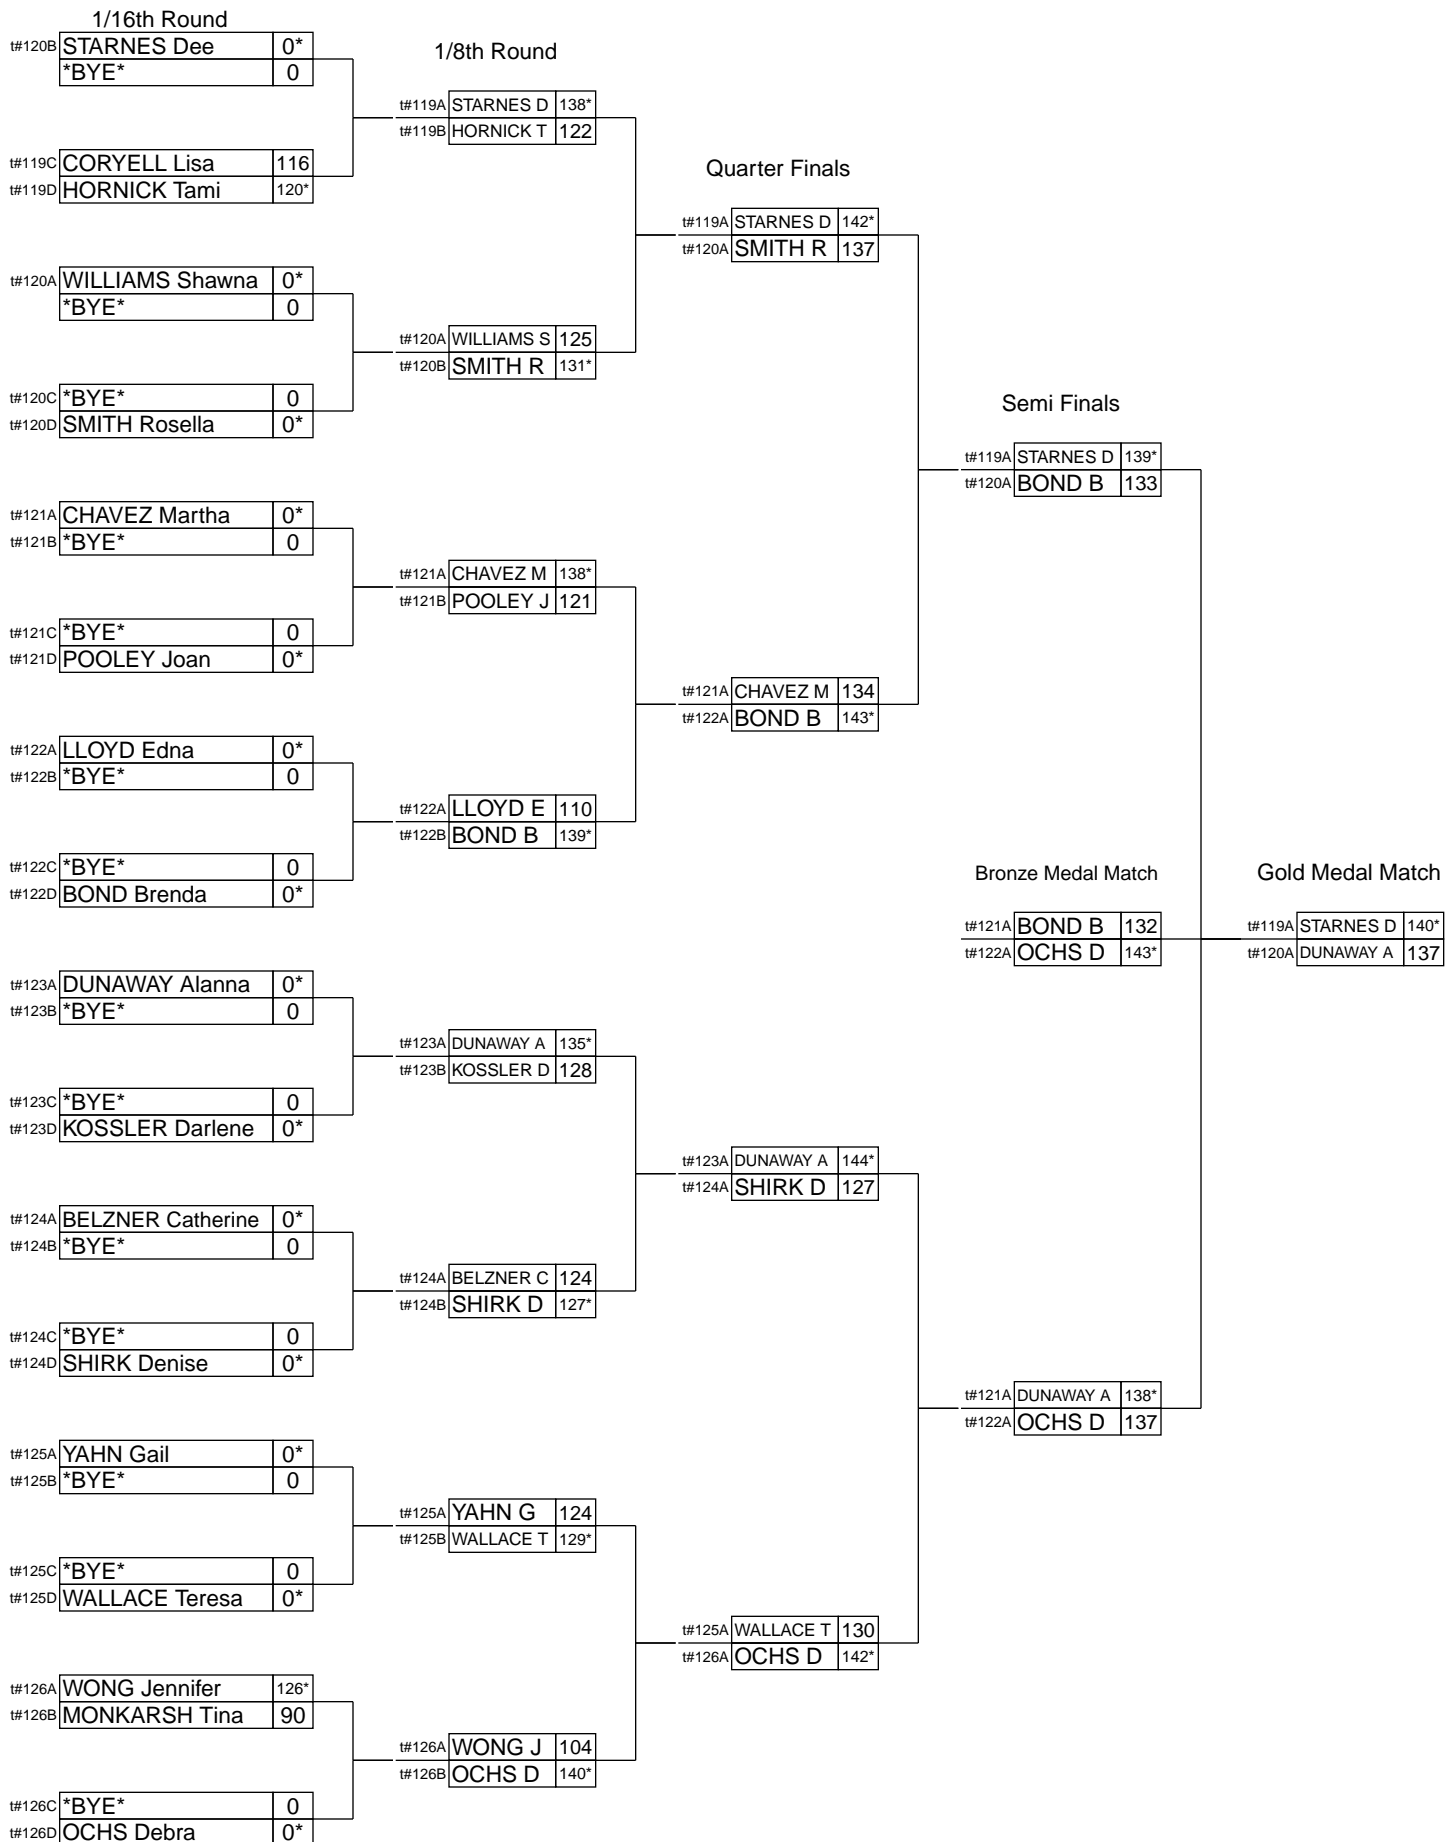 1/16th Round
t#120B STARNES Dee 0*
*BYE* 0
t#119C CORYELL Lisa 116
t#119D HORNICK Tami 120*
t#120A WILLIAMS Shawna 0*
*BYE* 0
t#120C *BYE* 0
t#120D SMITH Rosella 0*
t#121A CHAVEZ Martha 0*
t#121B *BYE* 0
t#121C *BYE* 0
t#121D POOLEY Joan 0*
t#122A LLOYD Edna 0*
t#122B *BYE* 0
t#122C *BYE* 0
t#122D BOND Brenda 0*
t#123A DUNAWAY Alanna 0*
t#123B *BYE* 0
t#123C *BYE* 0
t#123D KOSSLER Darlene 0*
t#124A BELZNER Catherine 0*
t#124B *BYE* 0
t#124C *BYE* 0
t#124D SHIRK Denise 0*
t#125A YAHN Gail 0*
t#125B *BYE* 0
t#125C *BYE* 0
t#125D WALLACE Teresa 0*
t#126A WONG Jennifer 126*
t#126B MONKARSH Tina 90
t#126C *BYE* 0
t#126D OCHS Debra 0*
1/8th Round
t#119A STARNES D 138*
t#119B HORNICK T 122
t#120A WILLIAMS S 125
t#120B SMITH R 131*
t#121A CHAVEZ M 138*
t#121B POOLEY J 121
t#122A LLOYD E 110
t#122B BOND B 139*
t#123A DUNAWAY A 135*
t#123B KOSSLER D 128
t#124A BELZNER C 124
t#124B SHIRK D 127*
t#125A YAHN G 124
t#125B WALLACE T 129*
t#126A WONG J 104
t#126B OCHS D 140*
Quarter Finals
t#119A STARNES D 142*
t#120A SMITH R 137
t#121A CHAVEZ M 134
t#122A BOND B 143*
t#123A DUNAWAY A 144*
t#124A SHIRK D 127
t#125A WALLACE T 130
t#126A OCHS D 142*
Semi Finals
t#119A STARNES D 139*
t#120A BOND B 133
t#121A DUNAWAY A 138*
t#122A OCHS D 137
Bronze Medal Match
t#121A BOND B 132
t#122A OCHS D 143*
Gold Medal Match
t#119A STARNES D 140*
t#120A DUNAWAY A 137